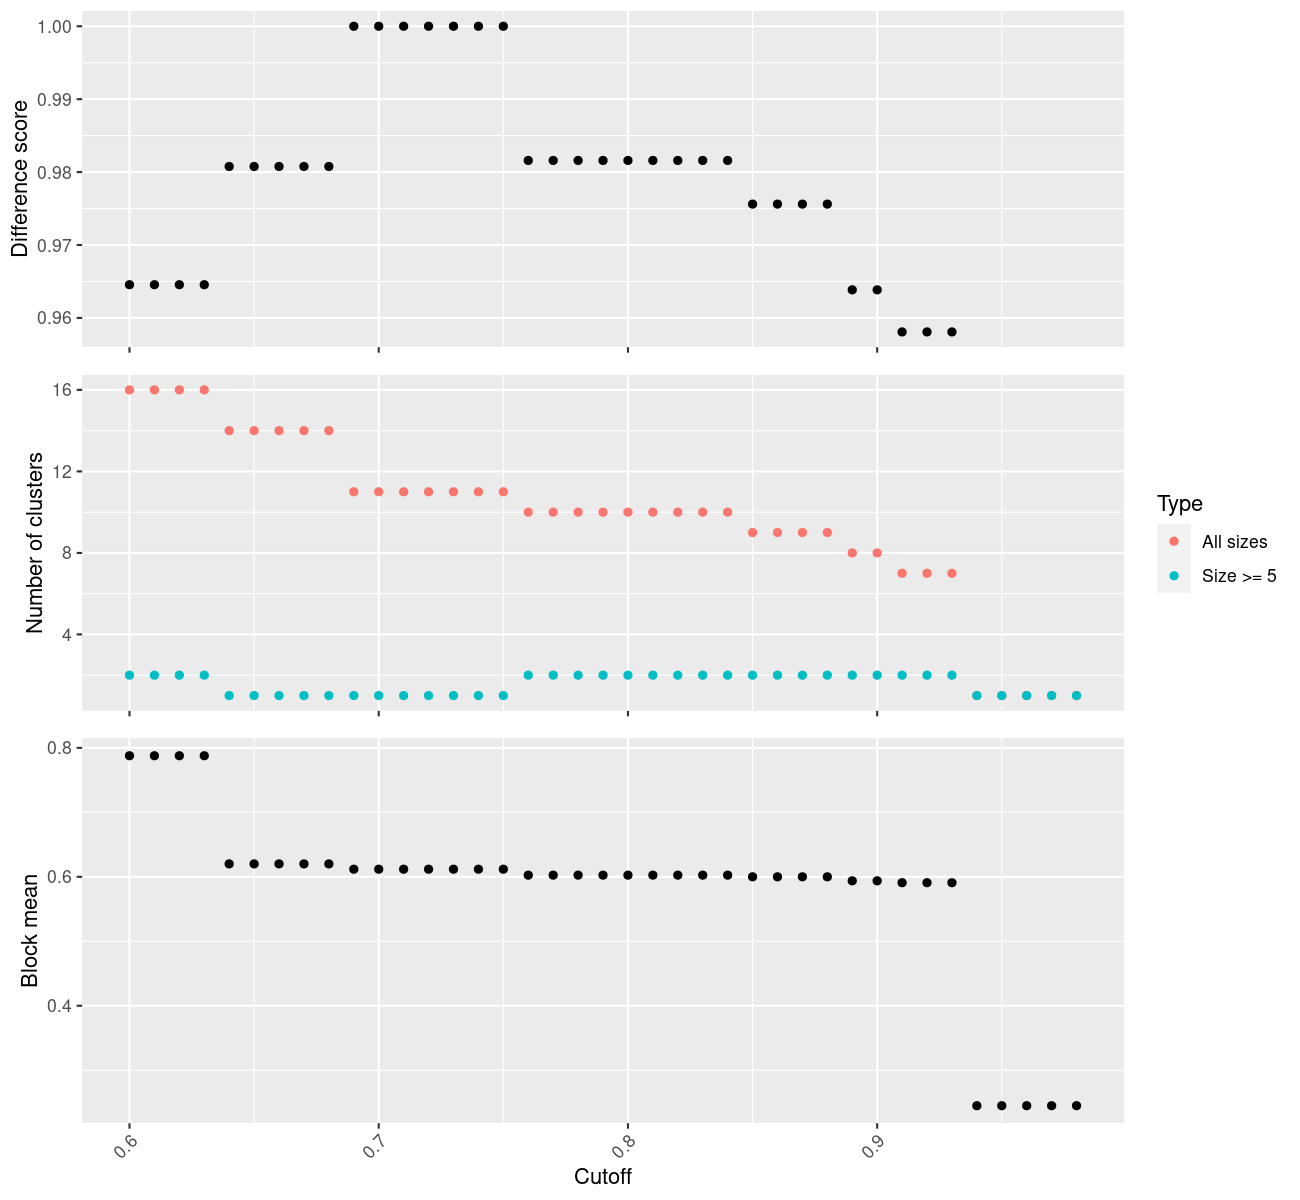 Difference score
1.00
0.99
0.98
0.97
0.96
Number of clusters
16
12
8
4
Type
All sizes
Size >= 5
Block mean
0.8
0.6
0.4
0.6
0.7
0.8
0.9
Cutoff